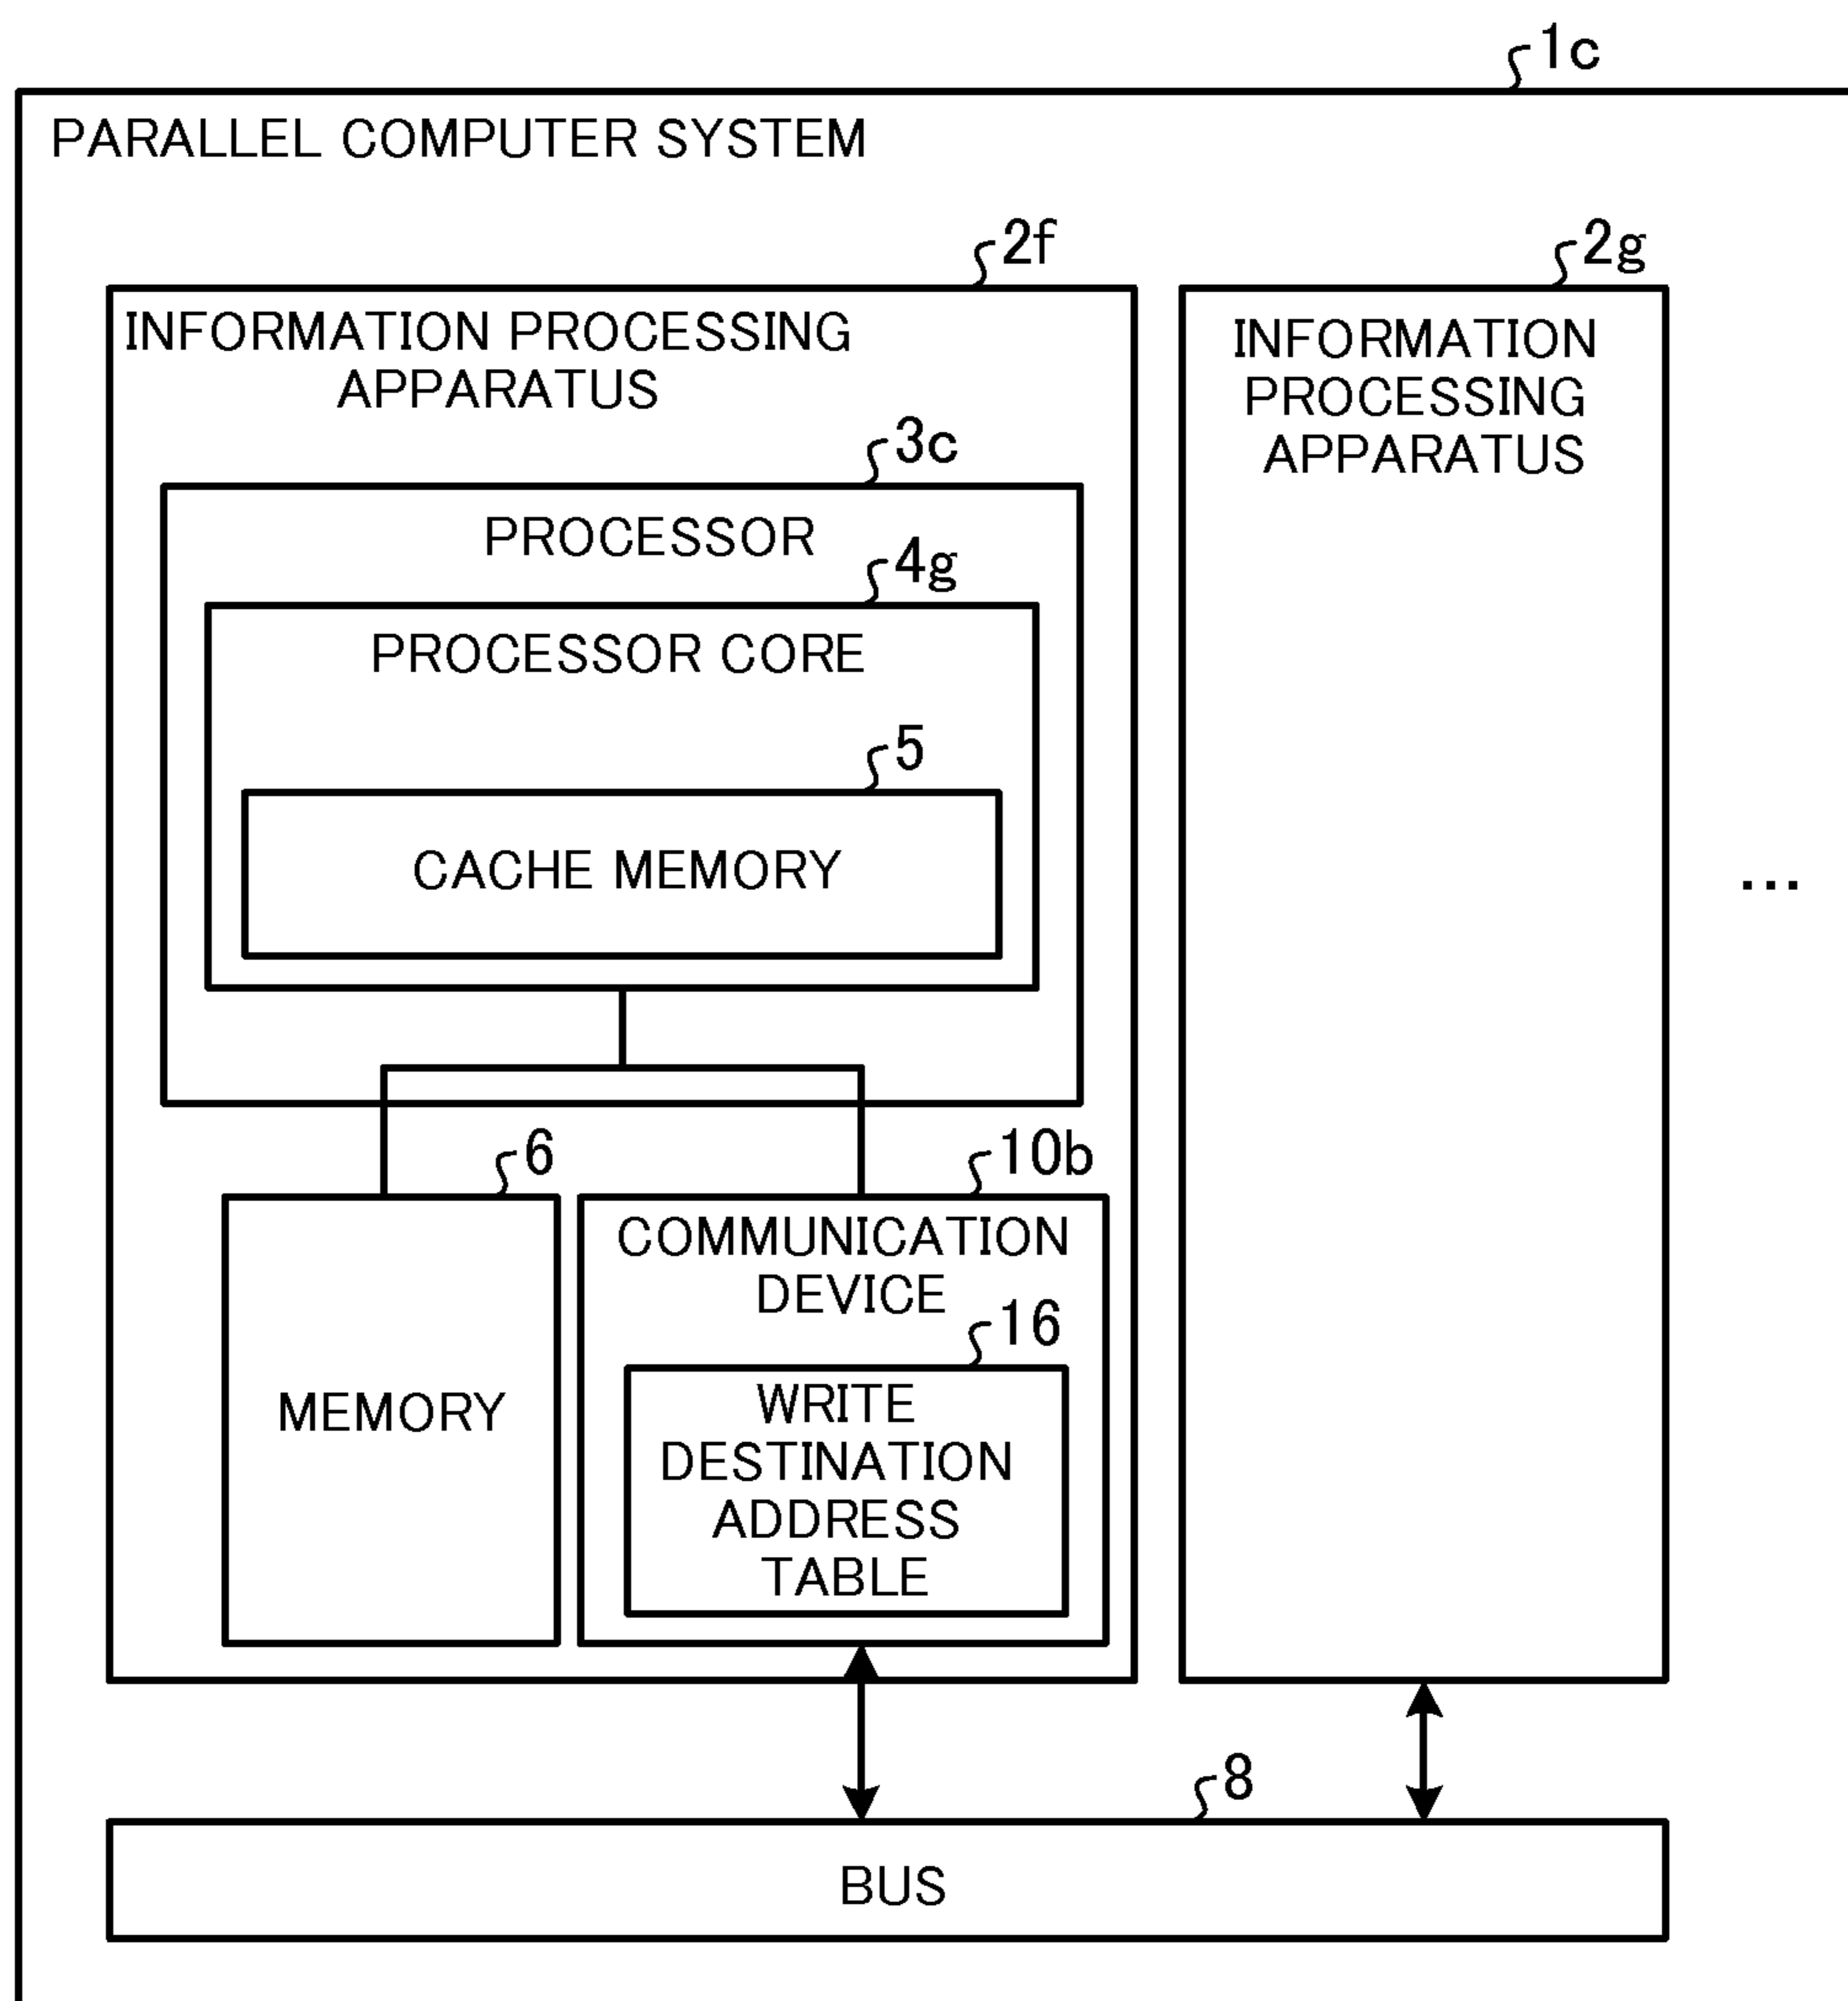 1c
PARALLEL COMPUTER SYSTEM
2f
INFORMATION PROCESSING
APPARATUS
3c
PROCESSOR
4g
PROCESSOR CORE
5
CACHE MEMORY
6
MEMORY
10b
COMMUNICATION
DEVICE
16
WRITE
DESTINATION
ADDRESS
TABLE
2g
INFORMATION
PROCESSING
APPARATUS
...
8
BUS